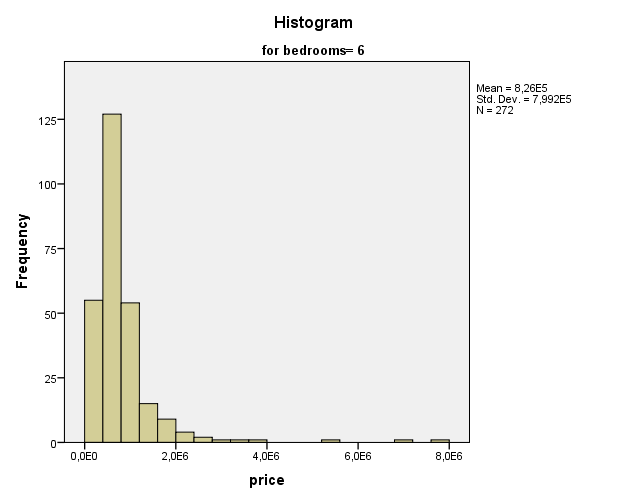 Histogram
for bedrooms= 6
Mean = 8,26E5
Std. Dev. = 7,992E5
N = 272
Frequency
125
100
75
50
25
0
0,0E0 2,0E6 4,0E6 6,0E6 8,0E6
price